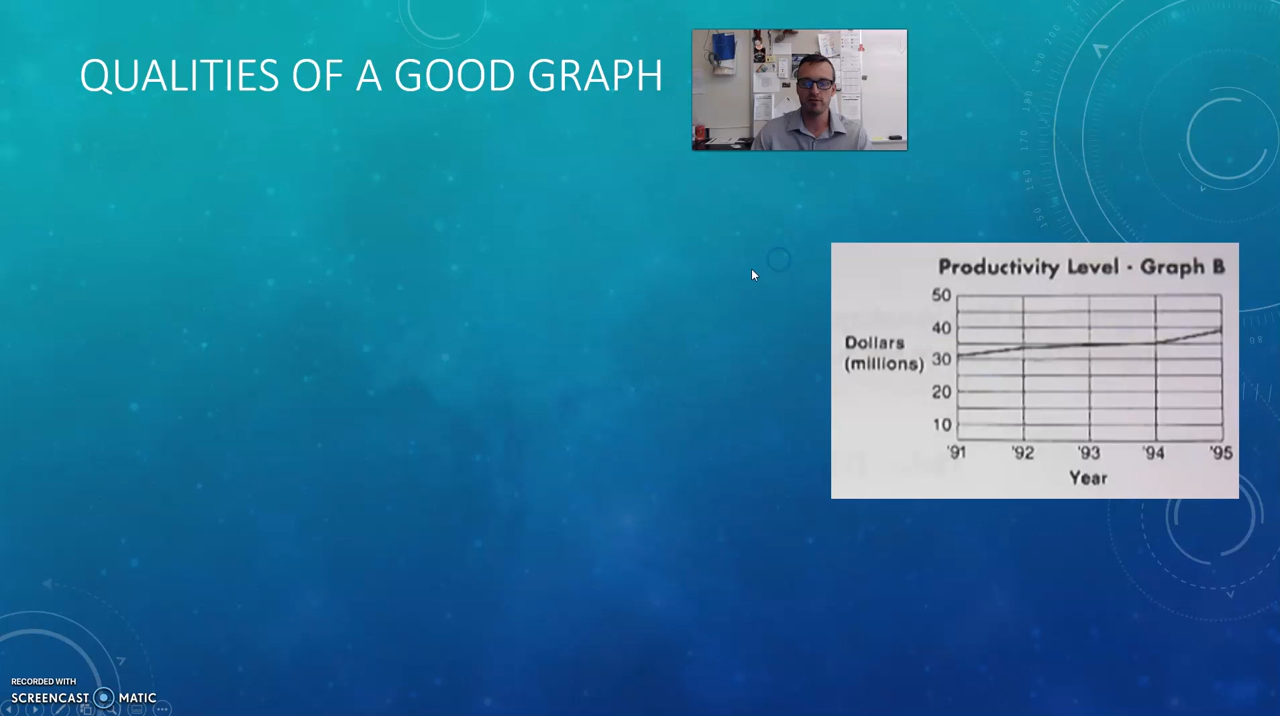 QUALITIES OF A GOOD GRAPH
Productivity Level - Graph B
50
40
Dollars
(millions)
30
20
10
'91 '92 '93 '94 '95
Year
RECORDED WITH
SCREENCAST MATIC